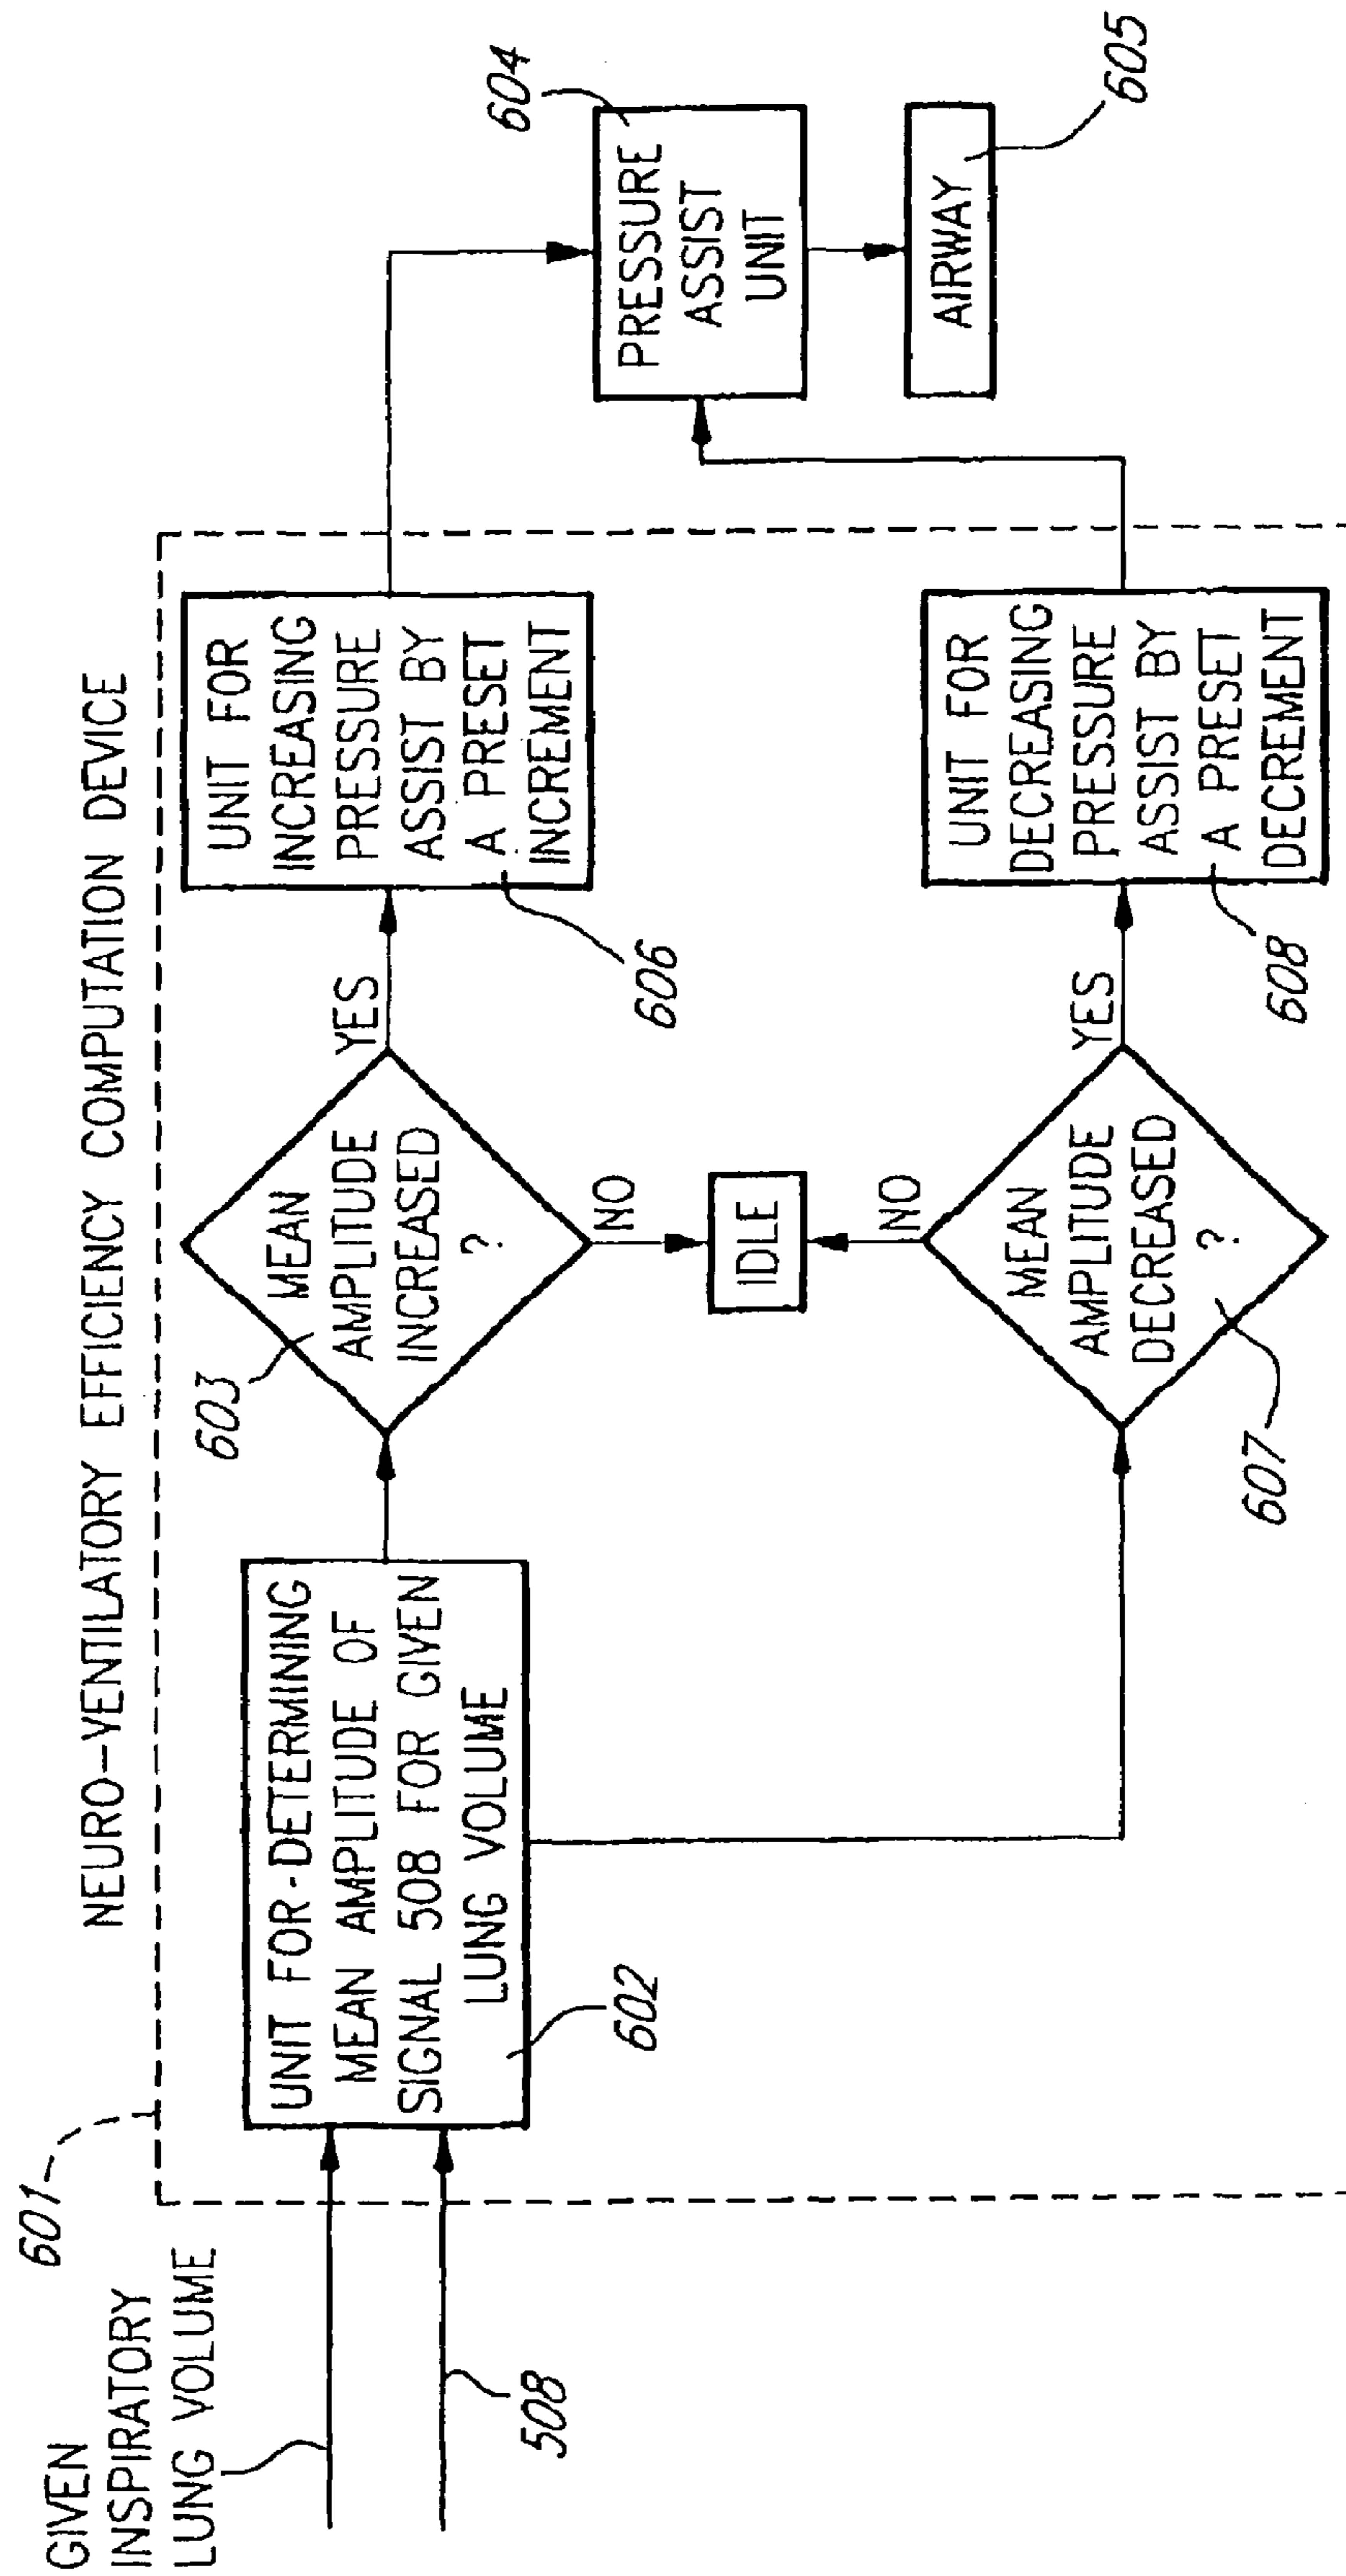 NEURO-VENTILATORY EFFICIENCY COMPUTATION DEVICE
601
GIVEN
INSPIRATORY
LUNG VOLUME
508
UNIT FOR-DETERMINING
MEAN AMPLITUDE OF
SIGNAL 508 FOR GIVEN
LUNG VOLUME
602
603
MEAN
AMPLITUDE
INCREASED
?
YES
NO
UNIT FOR
INCREASING
PRESSURE
ASSIST BY
A PRESET
INCREMENT
606
IDLE
NO
MEAN
AMPLITUDE
DECREASED
?
607
YES
UNIT FOR
DECREASING
PRESSURE
ASSIST BY
A PRESET
DECREMENT
608
604
PRESSURE
ASSIST
UNIT
AIRWAY
605